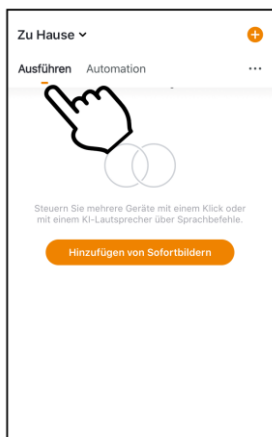 Zu Hause
Ausführen Automation
Steuern Sie mehrere Geräte mit einem Klick oder
mit einem KI-Lautsprecher über Sprachbefehle.
Hinzufügen von Sofortbildern